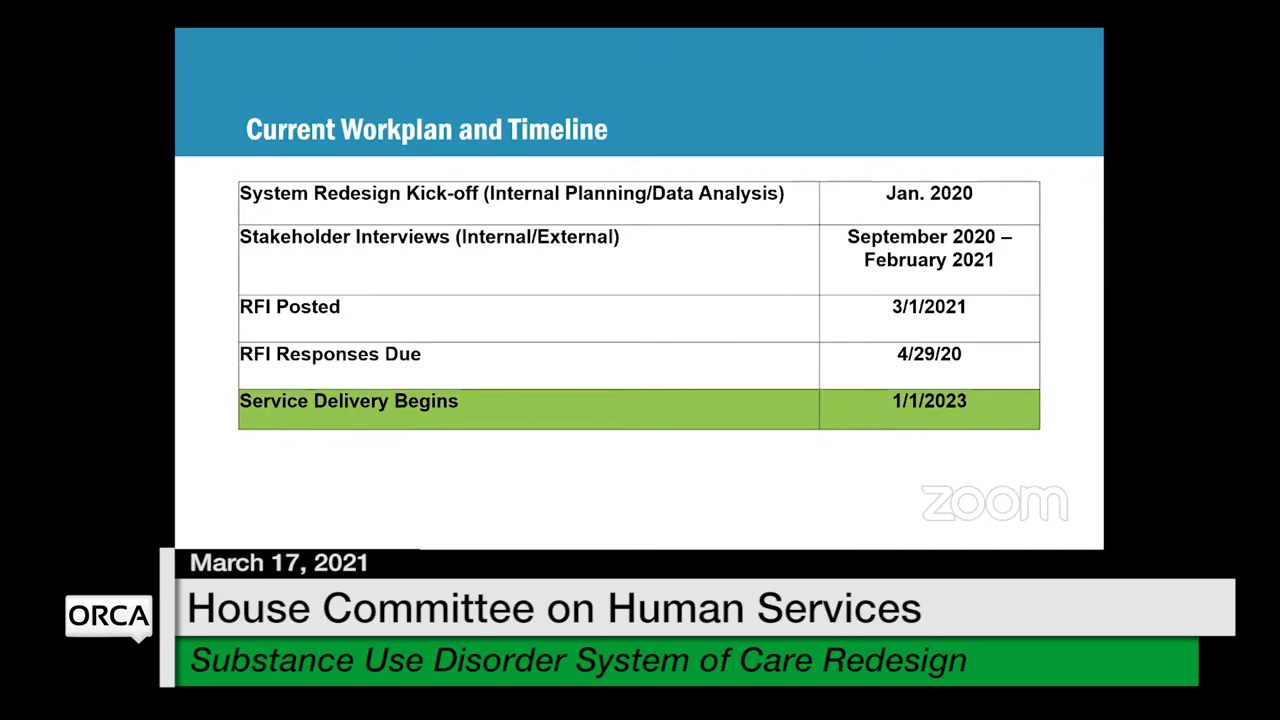 Current Workplan and Timeline
System Redesign Kick-off (Internal Planning/Data Analysis)
Jan. 2020
Stakeholder Interviews (Internal/External)
September 2020 –
February 2021
RFI Posted
3/1/2021
RFI Responses Due
4/29/20
Service Delivery Begins
1/1/2023
zoom
March 17, 2021
ORCA
House Committee on Human Services
Substance Use Disorder System of Care Redesign